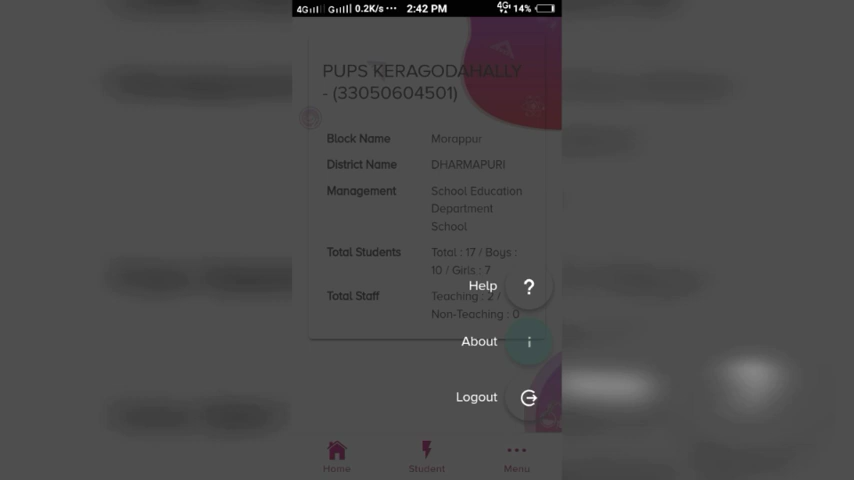 4G G 0.2K/s ••• 2:42 PM 4G 14%
PUPS KERAGODAHALLY
- (33050604501)
Block Name Morappur
District Name DHARMAPURI
Management School Education
Department
School
Total Students Total : 17 / Boys :
10 / Girls : 7
Help ?
Total Staff Teaching : 2 /
Non-Teaching : 0
About i
Logout
Home Student Menu